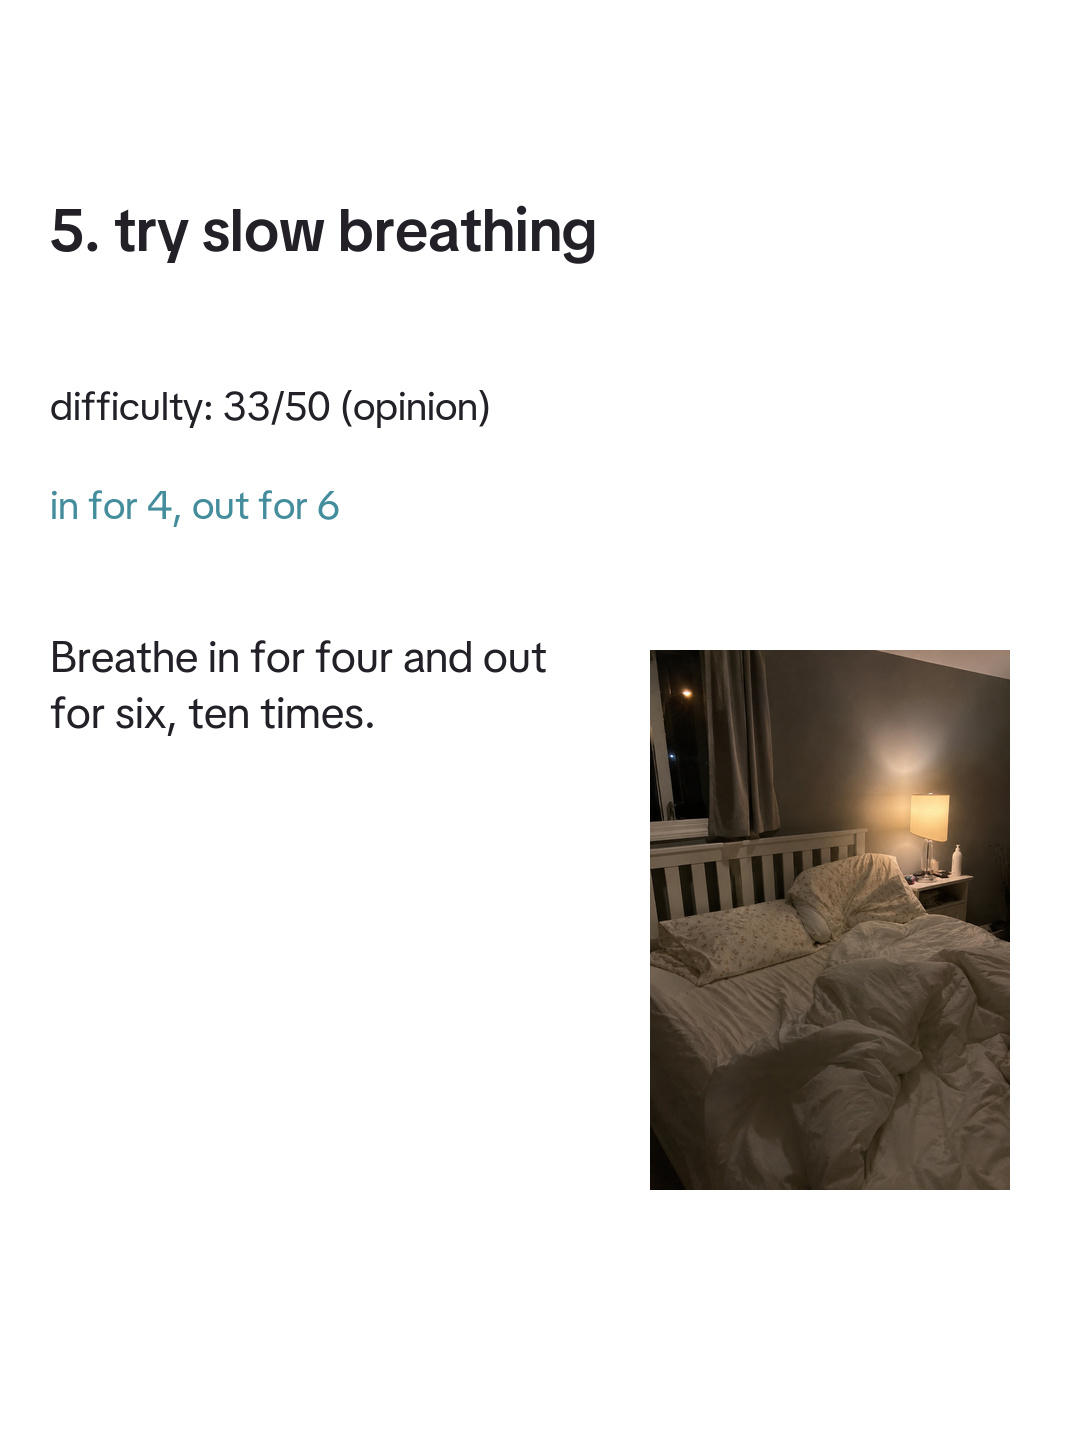 5. try slow breathing
difficulty: 33/50 (opinion)
in for 4, out for 6
Breathe in for four and out
for six, ten times.